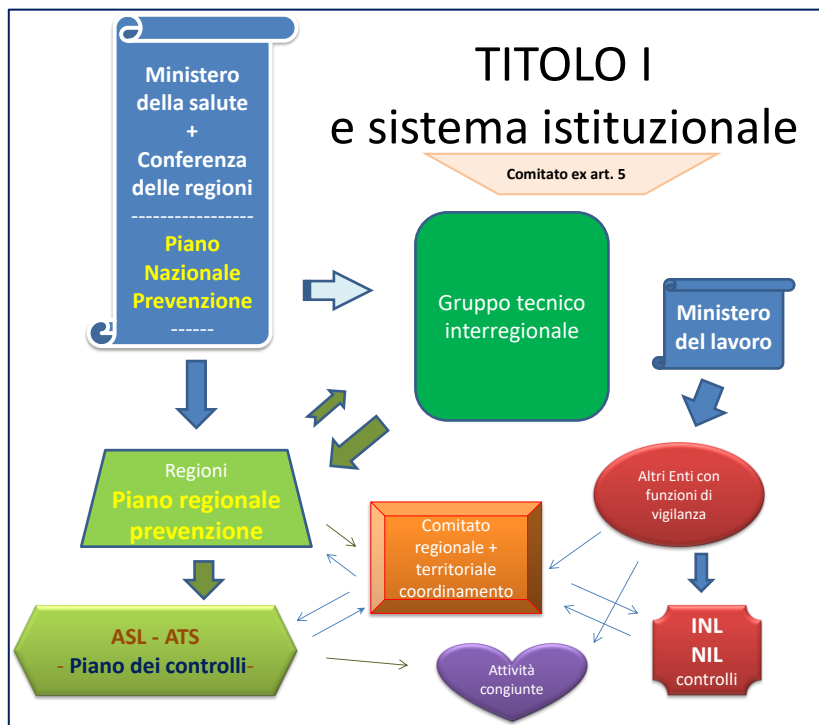 TITOLO I
e sistema istituzionale
Ministero
della salute
+
Conferenza
delle regioni
-----------------
Piano
Nazionale
Prevenzione
------
Comitato ex art. 5
Gruppo tecnico
interregionale
Ministero
del lavoro
Regioni
Piano regionale
prevenzione
Comitato
regionale +
territoriale
coordinamento
Altri Enti con
funzioni di
vigilanza
ASL - ATS
- Piano dei controlli-
Attività
congiunte
INL
NIL
controlli